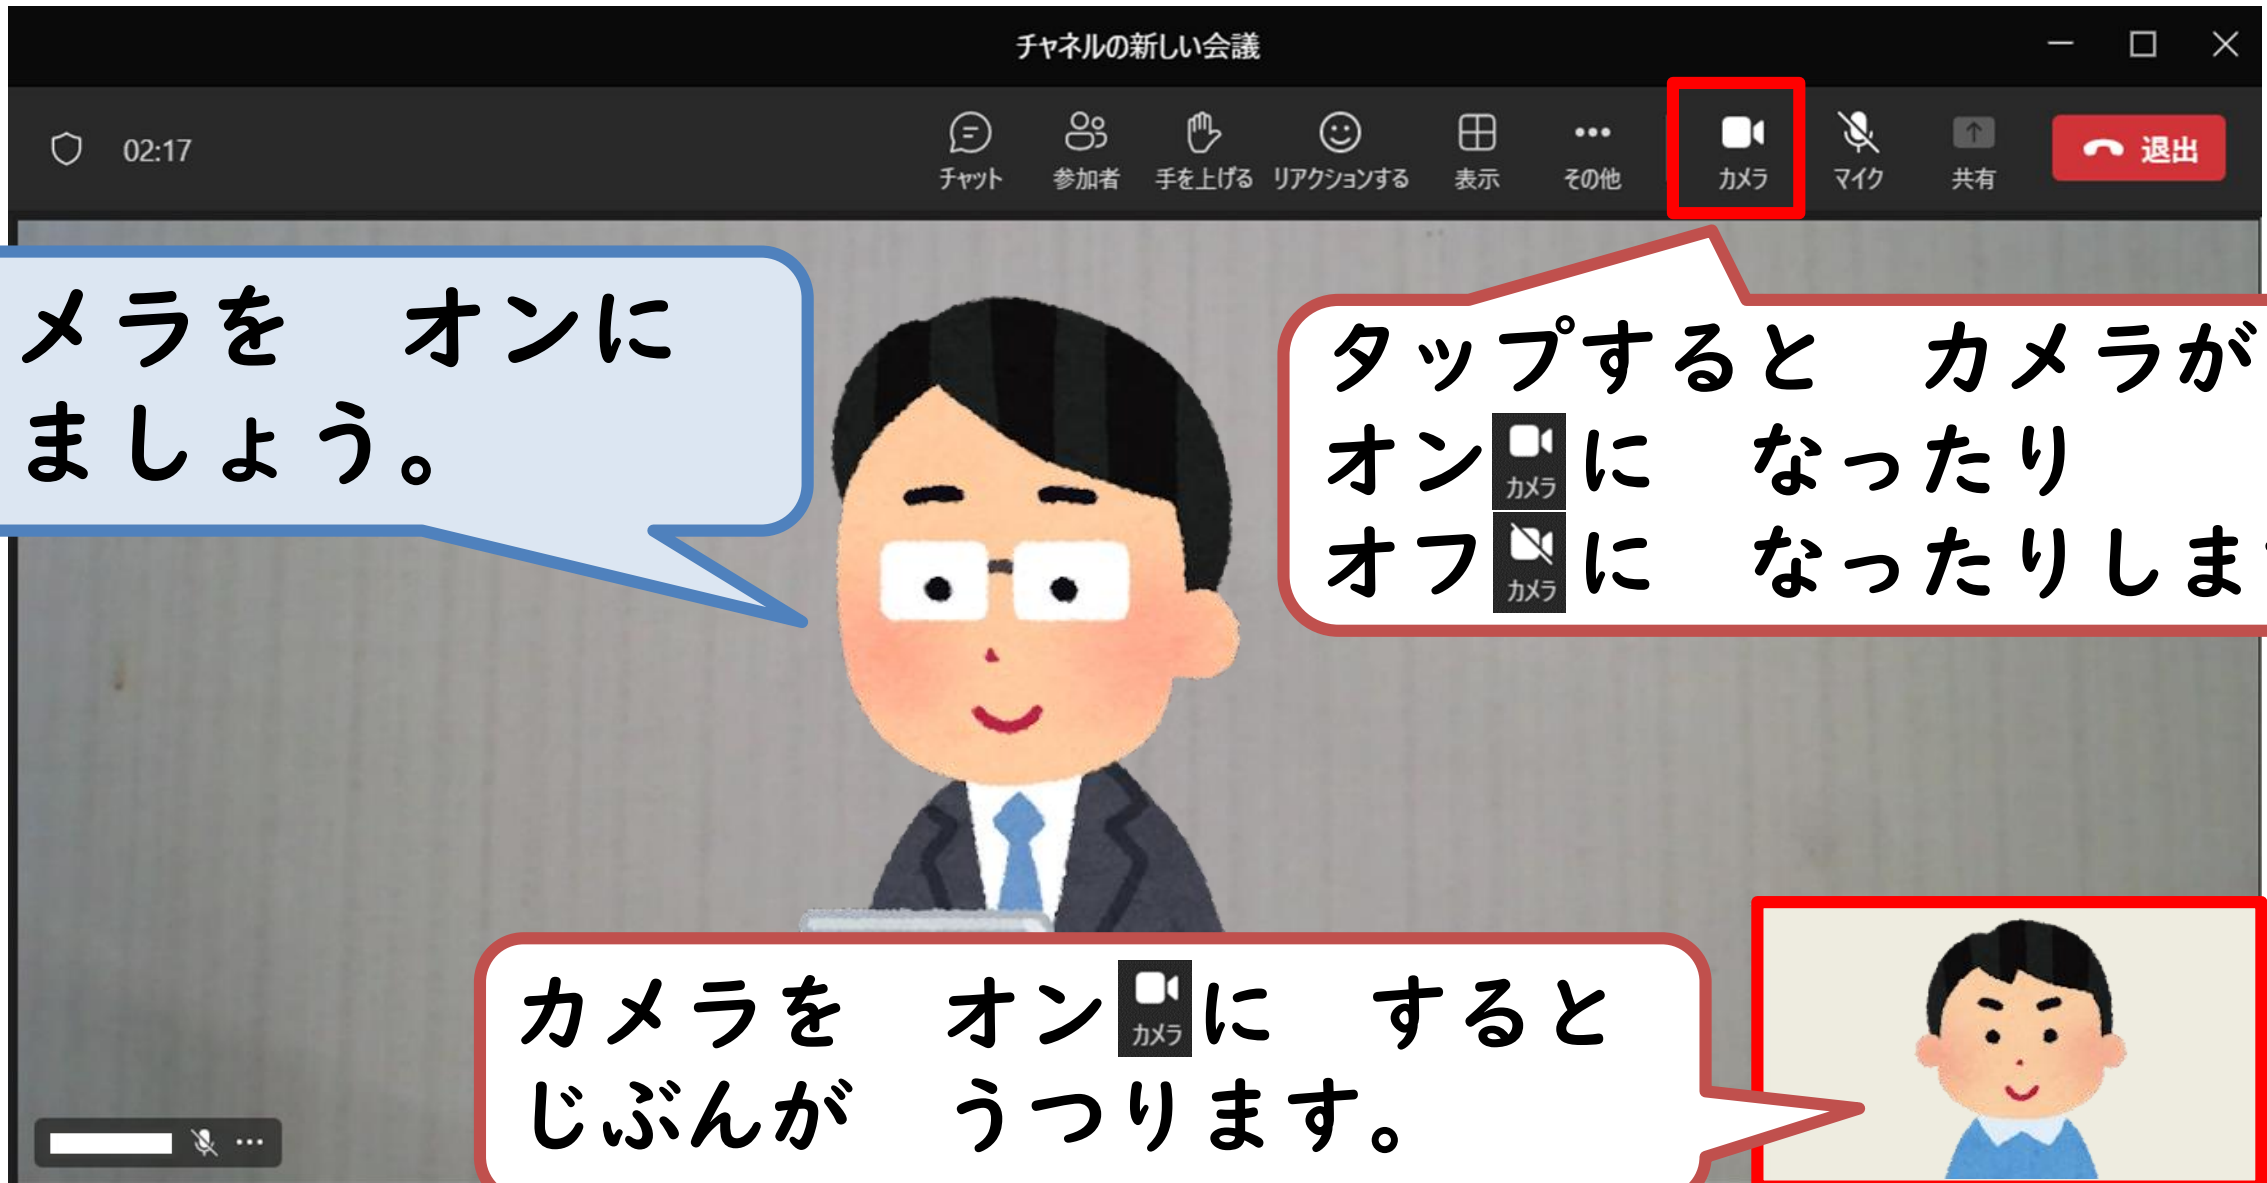 チャネルの新しい会議
02:17
チャット
参加者
手を上げる
リアクションする
表示
その他
カメラ
マイク
共有
退出
メラを　オンに
ましょう。
タップすると　カメラが
オン カメラ に　なったり
オフ カメラ に　なったりしま
カメラを　オン カメラ に　すると
じぶんが　うつります。